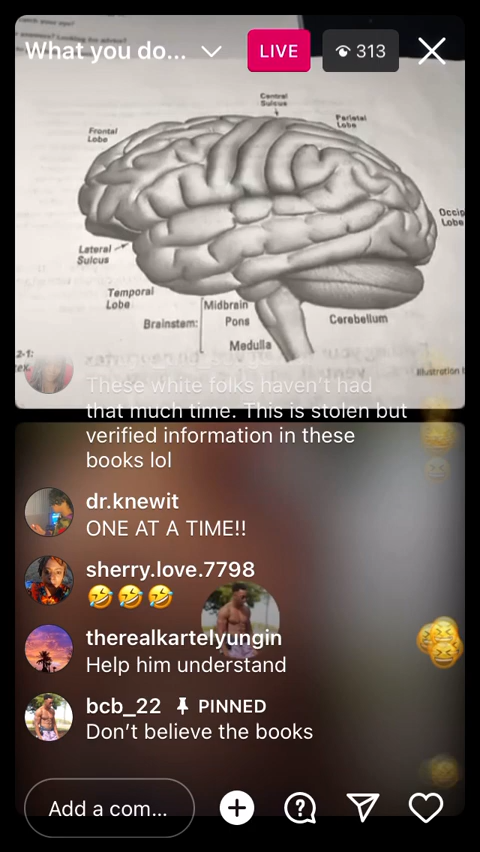 What you do...
LIVE
313
Central
Sulcus
Parietal
Lobe
Frontal
Lobe
Occip
Lobe
Lateral
Sulcus
Temporal
Lobe
Midbrain
Brainstem:
Pons
Cerebellum
Medulla
2-1:
Illustration
These white folks haven't had
that much time. This is stolen but
verified information in these
books lol
dr.knewit
ONE AT A TIME!!
sherry.love.7798
🤣🤣🤣
therealkartelyungin
Help him understand
bcb_22 PINNED
Don't believe the books
Add a com...